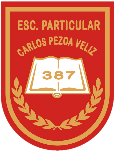 ESC. PARTICULAR
CARLOS PEZOA VELIZ
387